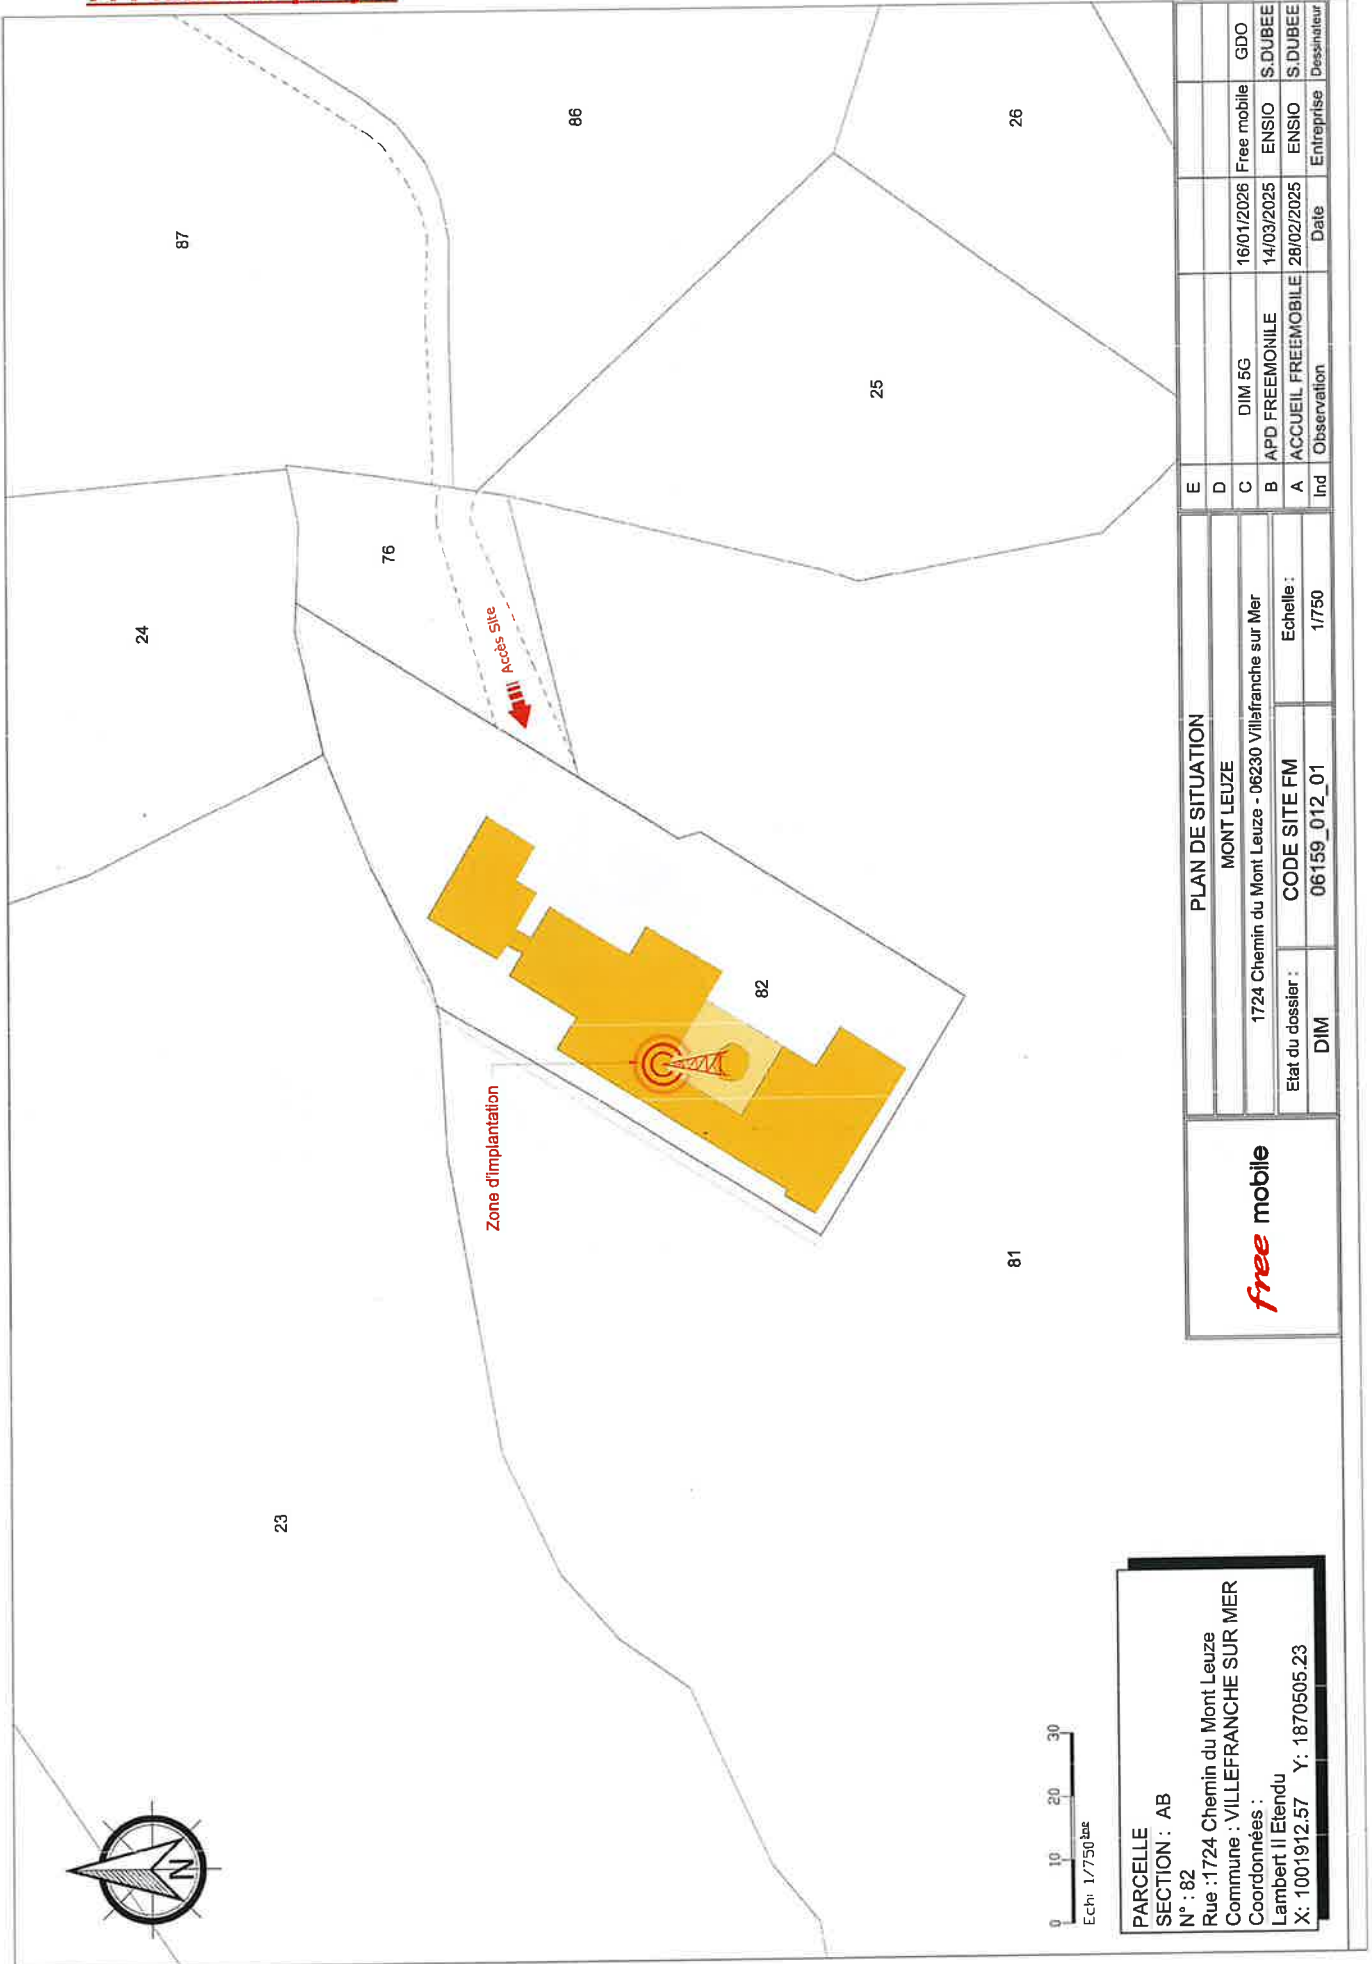 87
86
26
24
76
25
Accès Site
82
Zone d'implantation
81
23
N
0 10 20 30
Ech: 1/750ème
PARCELLE
SECTION : AB
N° : 82
Rue :1724 Chemin du Mont Leuze
Commune : VILLEFRANCHE SUR MER
Coordonnées :
Lambert II Etendu
X: 1001912.57 Y: 1870505.23
free mobile
PLAN DE SITUATION
MONT LEUZE
1724 Chemin du Mont Leuze - 06230 Villafranche sur Mer
Etat du dossier : CODE SITE FM Echelle :
DIM 06159_012_01 1/750
E
D
C DIM 5G 16/01/2026 Free mobile GDO
B APD FREEMONILE 14/03/2025 ENSIO S.DUBEE
A ACCUEIL FREEMOBILE 28/02/2025 ENSIO S.DUBEE
Ind Observation Date Entreprise Dessinateur